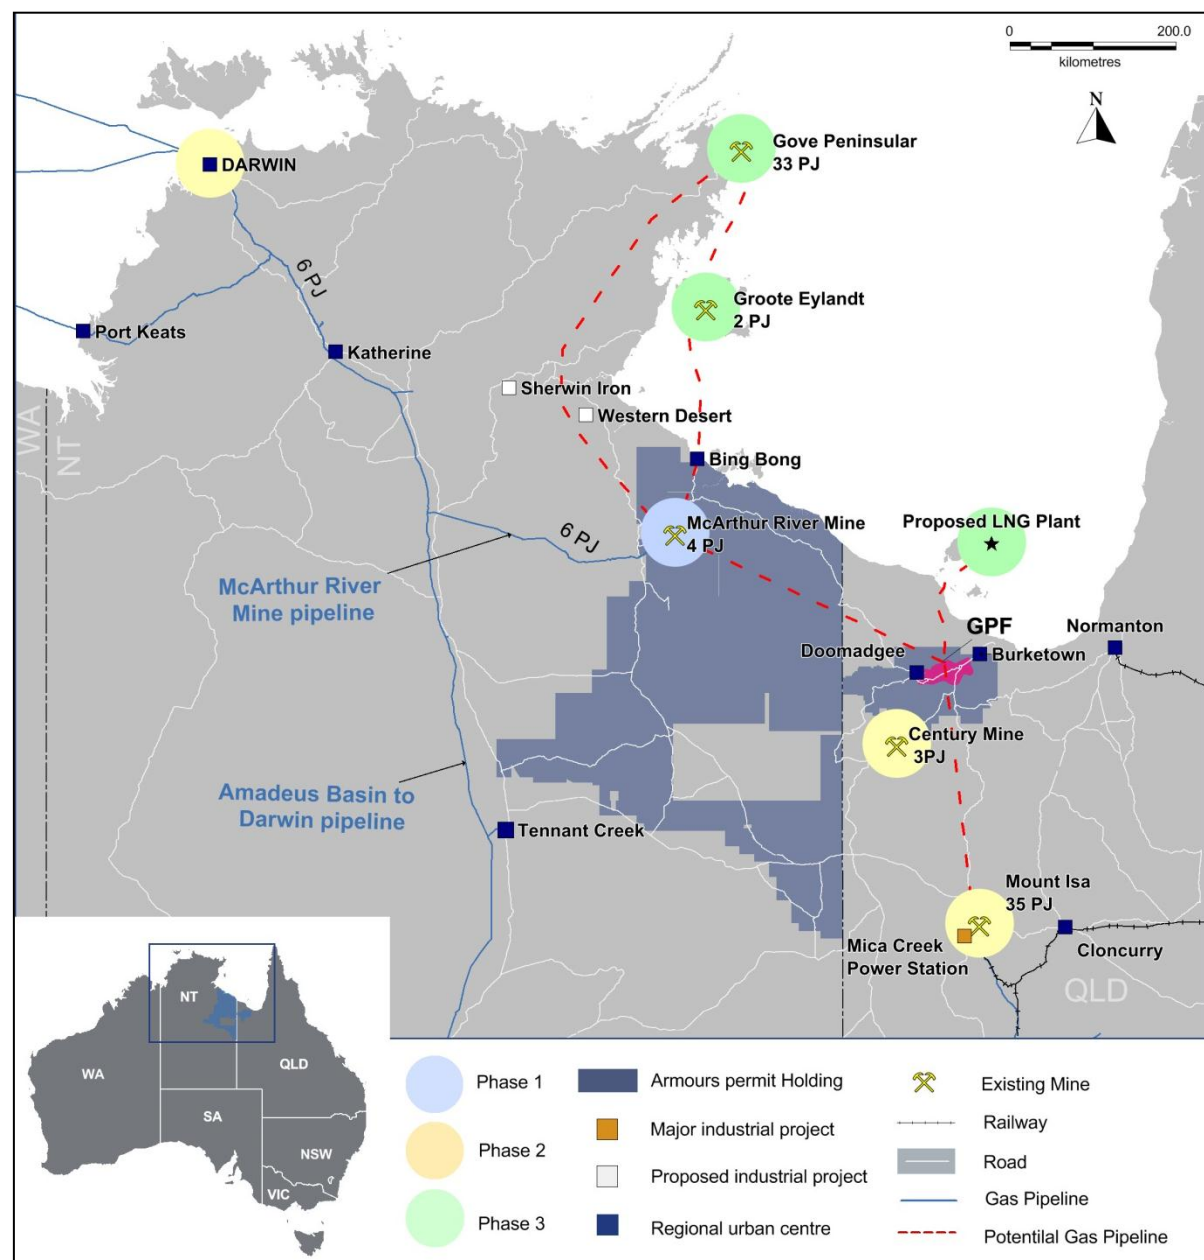 0
200.0
kilometres
N
Gove Peninsular
33 PJ
DARWIN
6 PJ
Groote Eylandt
2 PJ
Port Keats
Katherine
Sherwin Iron
Western Desert
WA
NT
Bing Bong
McArthur River Mine
4 PJ
Proposed LNG Plant
6 PJ
McArthur River
Mine pipeline
GPF
Normanton
Doomadgee
Burketown
Century Mine
3PJ
Amadeus Basin to
Darwin pipeline
Tennant Creek
Mount Isa
35 PJ
Mica Creek
Power Station
Cloncurry
QLD
NT
WA
QLD
SA
NSW
VIC
Phase 1
Phase 2
Phase 3
Armours permit Holding
Major industrial project
Proposed industrial project
Regional urban centre
Existing Mine
Railway
Road
Gas Pipeline
Potentilal Gas Pipeline